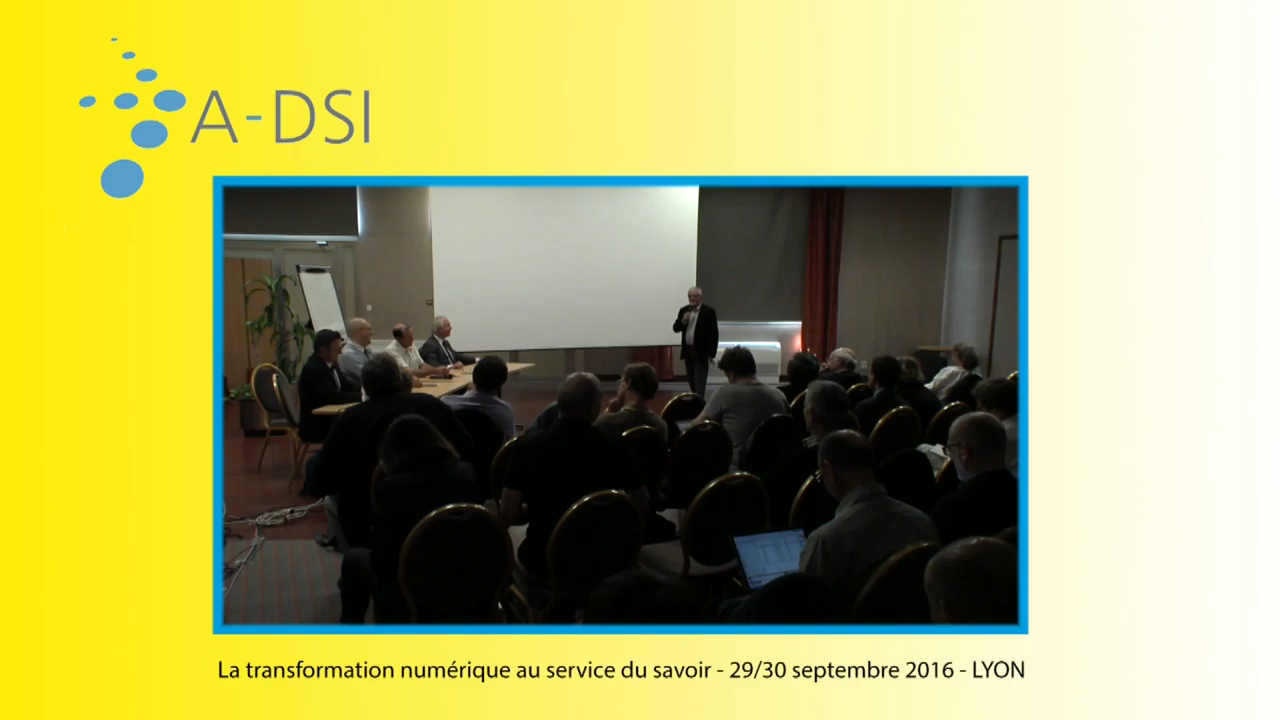 A-DSI
La transformation numérique au service du savoir - 29/30 septembre 2016 - LYON